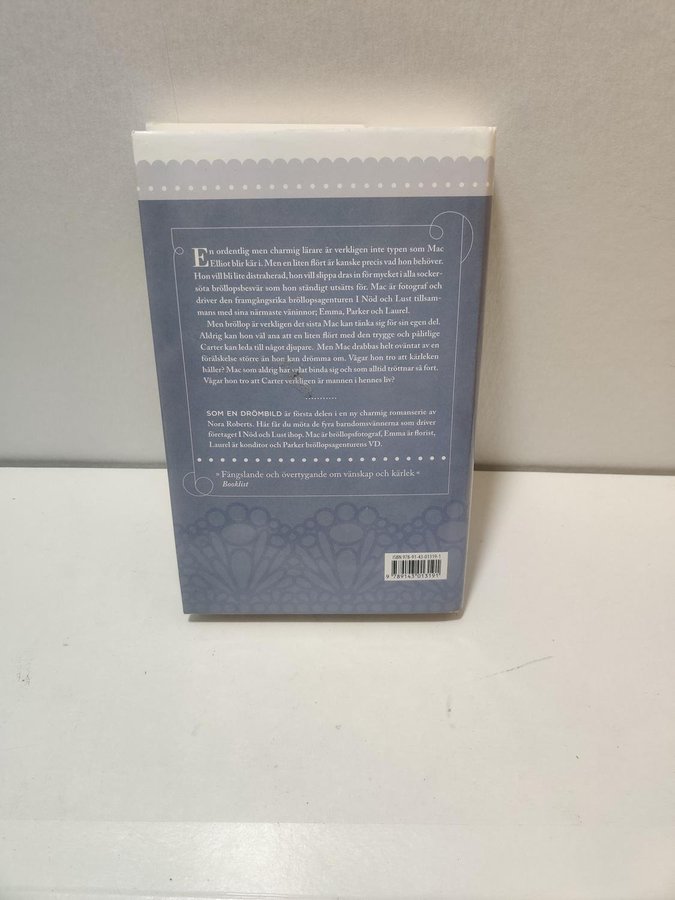 En ordentlig men charmig lärare är verkligen inte typen som Mac
Elliot blir kär i. Men en liten flört är kanske precis vad hon behöver.
Hon vill bli lite distraherad, hon vill slippa dras in för mycket i alla socker-
söta bröllopsbesvär som hon ständigt utsätts för. Mac är fotograf och
driver den framgångsrika bröllopsagenturen I Nöd och Lust tillsam-
mans med sina närmaste väninnor; Emma, Parker och Laurel.
Men bröllop är verkligen det sista Mac kan tänka sig för sin egen del.
Aldrig kan hon väl ana att en liten flört med den trygge och pålitlige
Carter kan leda till något djupare. Men Mac drabbas helt oväntat av en
förälskelse större än hon kan drömma om. Vågar hon tro att kärleken
håller? Mac som aldrig har velat binda sig och som alltid tröttnar så fort.
Vågar hon tro att Carter verkligen är mannen i hennes liv?
SOM EN DRÖMBILD är första delen i en ny charmig romanserie av
Nora Roberts. Här får du möta de fyra barndomsvännerna som driver
företaget I Nöd och Lust ihop. Mac är bröllopsfotograf, Emma är florist,
Laurel är konditor och Parker bröllopsagenturens VD.
» Fängslande och övertygande om vänskap och kärlek «
Booklist
ISBN 978-91-43-01319-1
9 789143 013191